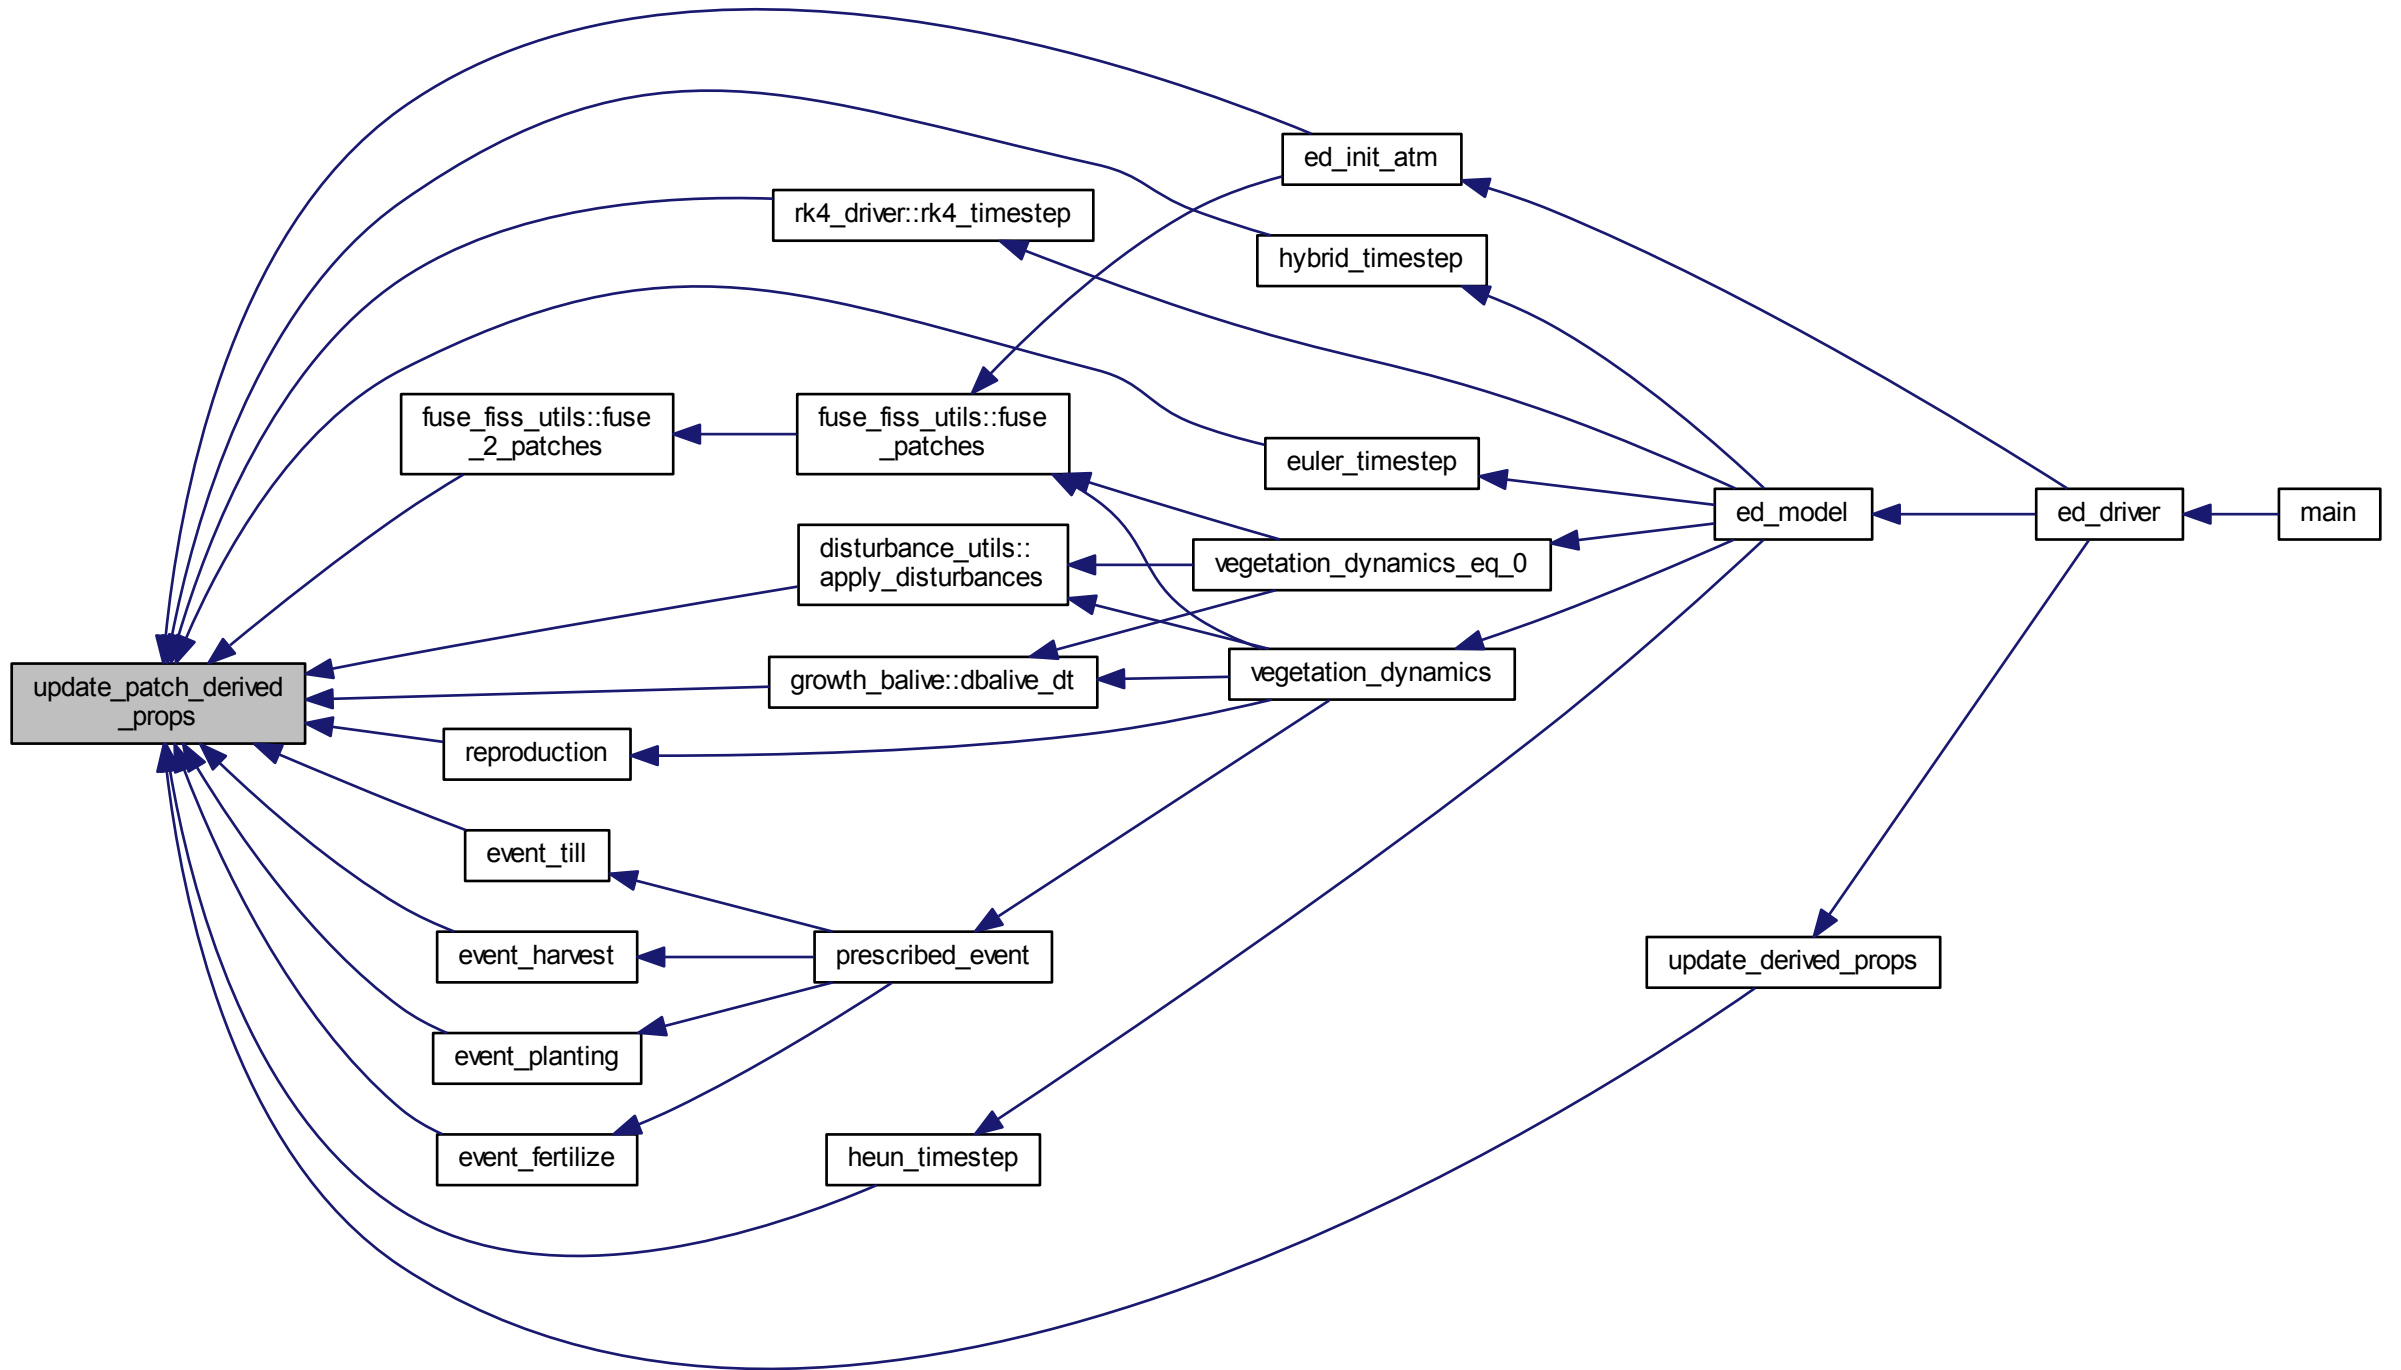 ed_init_atm
rk4_driver::rk4_timestep
hybrid_timestep
fuse_fiss_utils::fuse
_2_patches
fuse_fiss_utils::fuse
_patches
euler_timestep
ed_model
ed_driver
main
disturbance_utils::
apply_disturbances
vegetation_dynamics_eq_0
update_patch_derived
_props
growth_balive::dbalive_dt
vegetation_dynamics
reproduction
event_till
event_harvest
prescribed_event
update_derived_props
event_planting
event_fertilize
heun_timestep